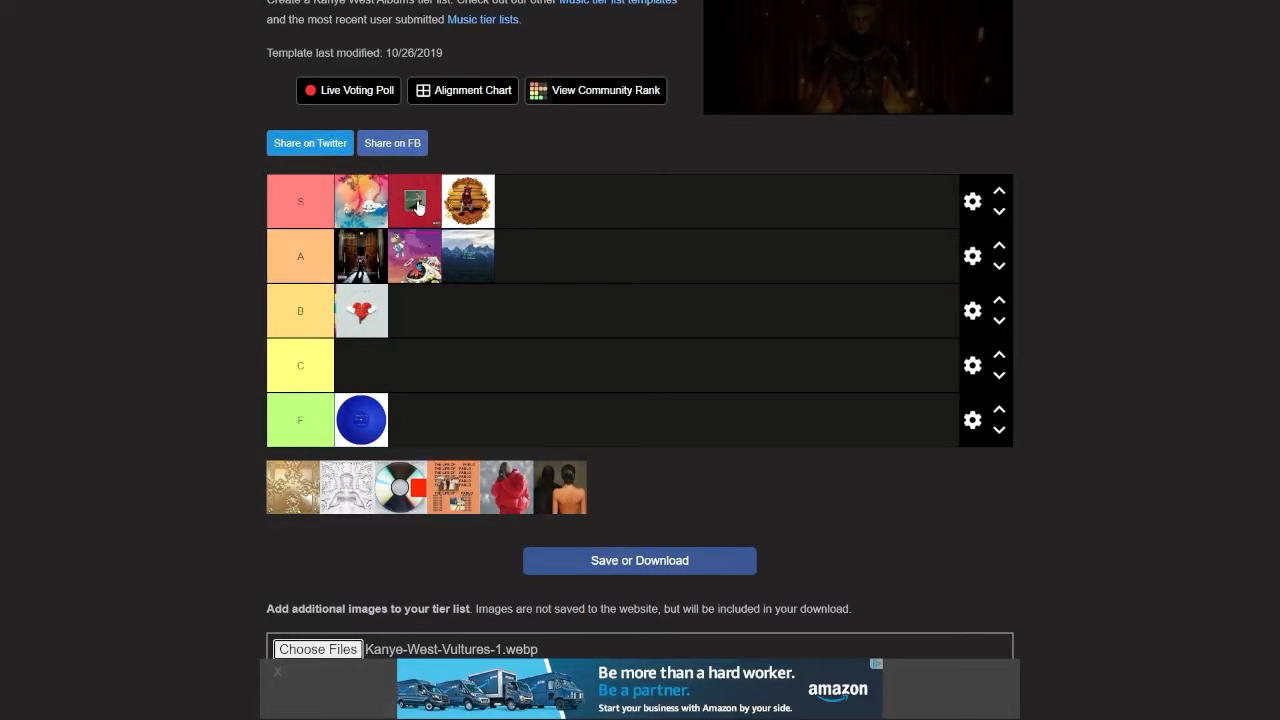 Create a Kanye West Albums tier list. Check out our other Music tier list templates
and the most recent user submitted Music tier lists.
Template last modified: 10/26/2019
Live Voting Poll
Alignment Chart
View Community Rank
Share on Twitter
Share on FB
S
A
B
C
F
THE LIFE OF PABLO
Save or Download
Add additional images to your tier list. Images are not saved to the website, but will be included in your download.
Choose Files Kanye-West-Vultures-1.webp
X
Be more than a hard worker.
Be a partner.
Start your business with Amazon by your side.
amazon